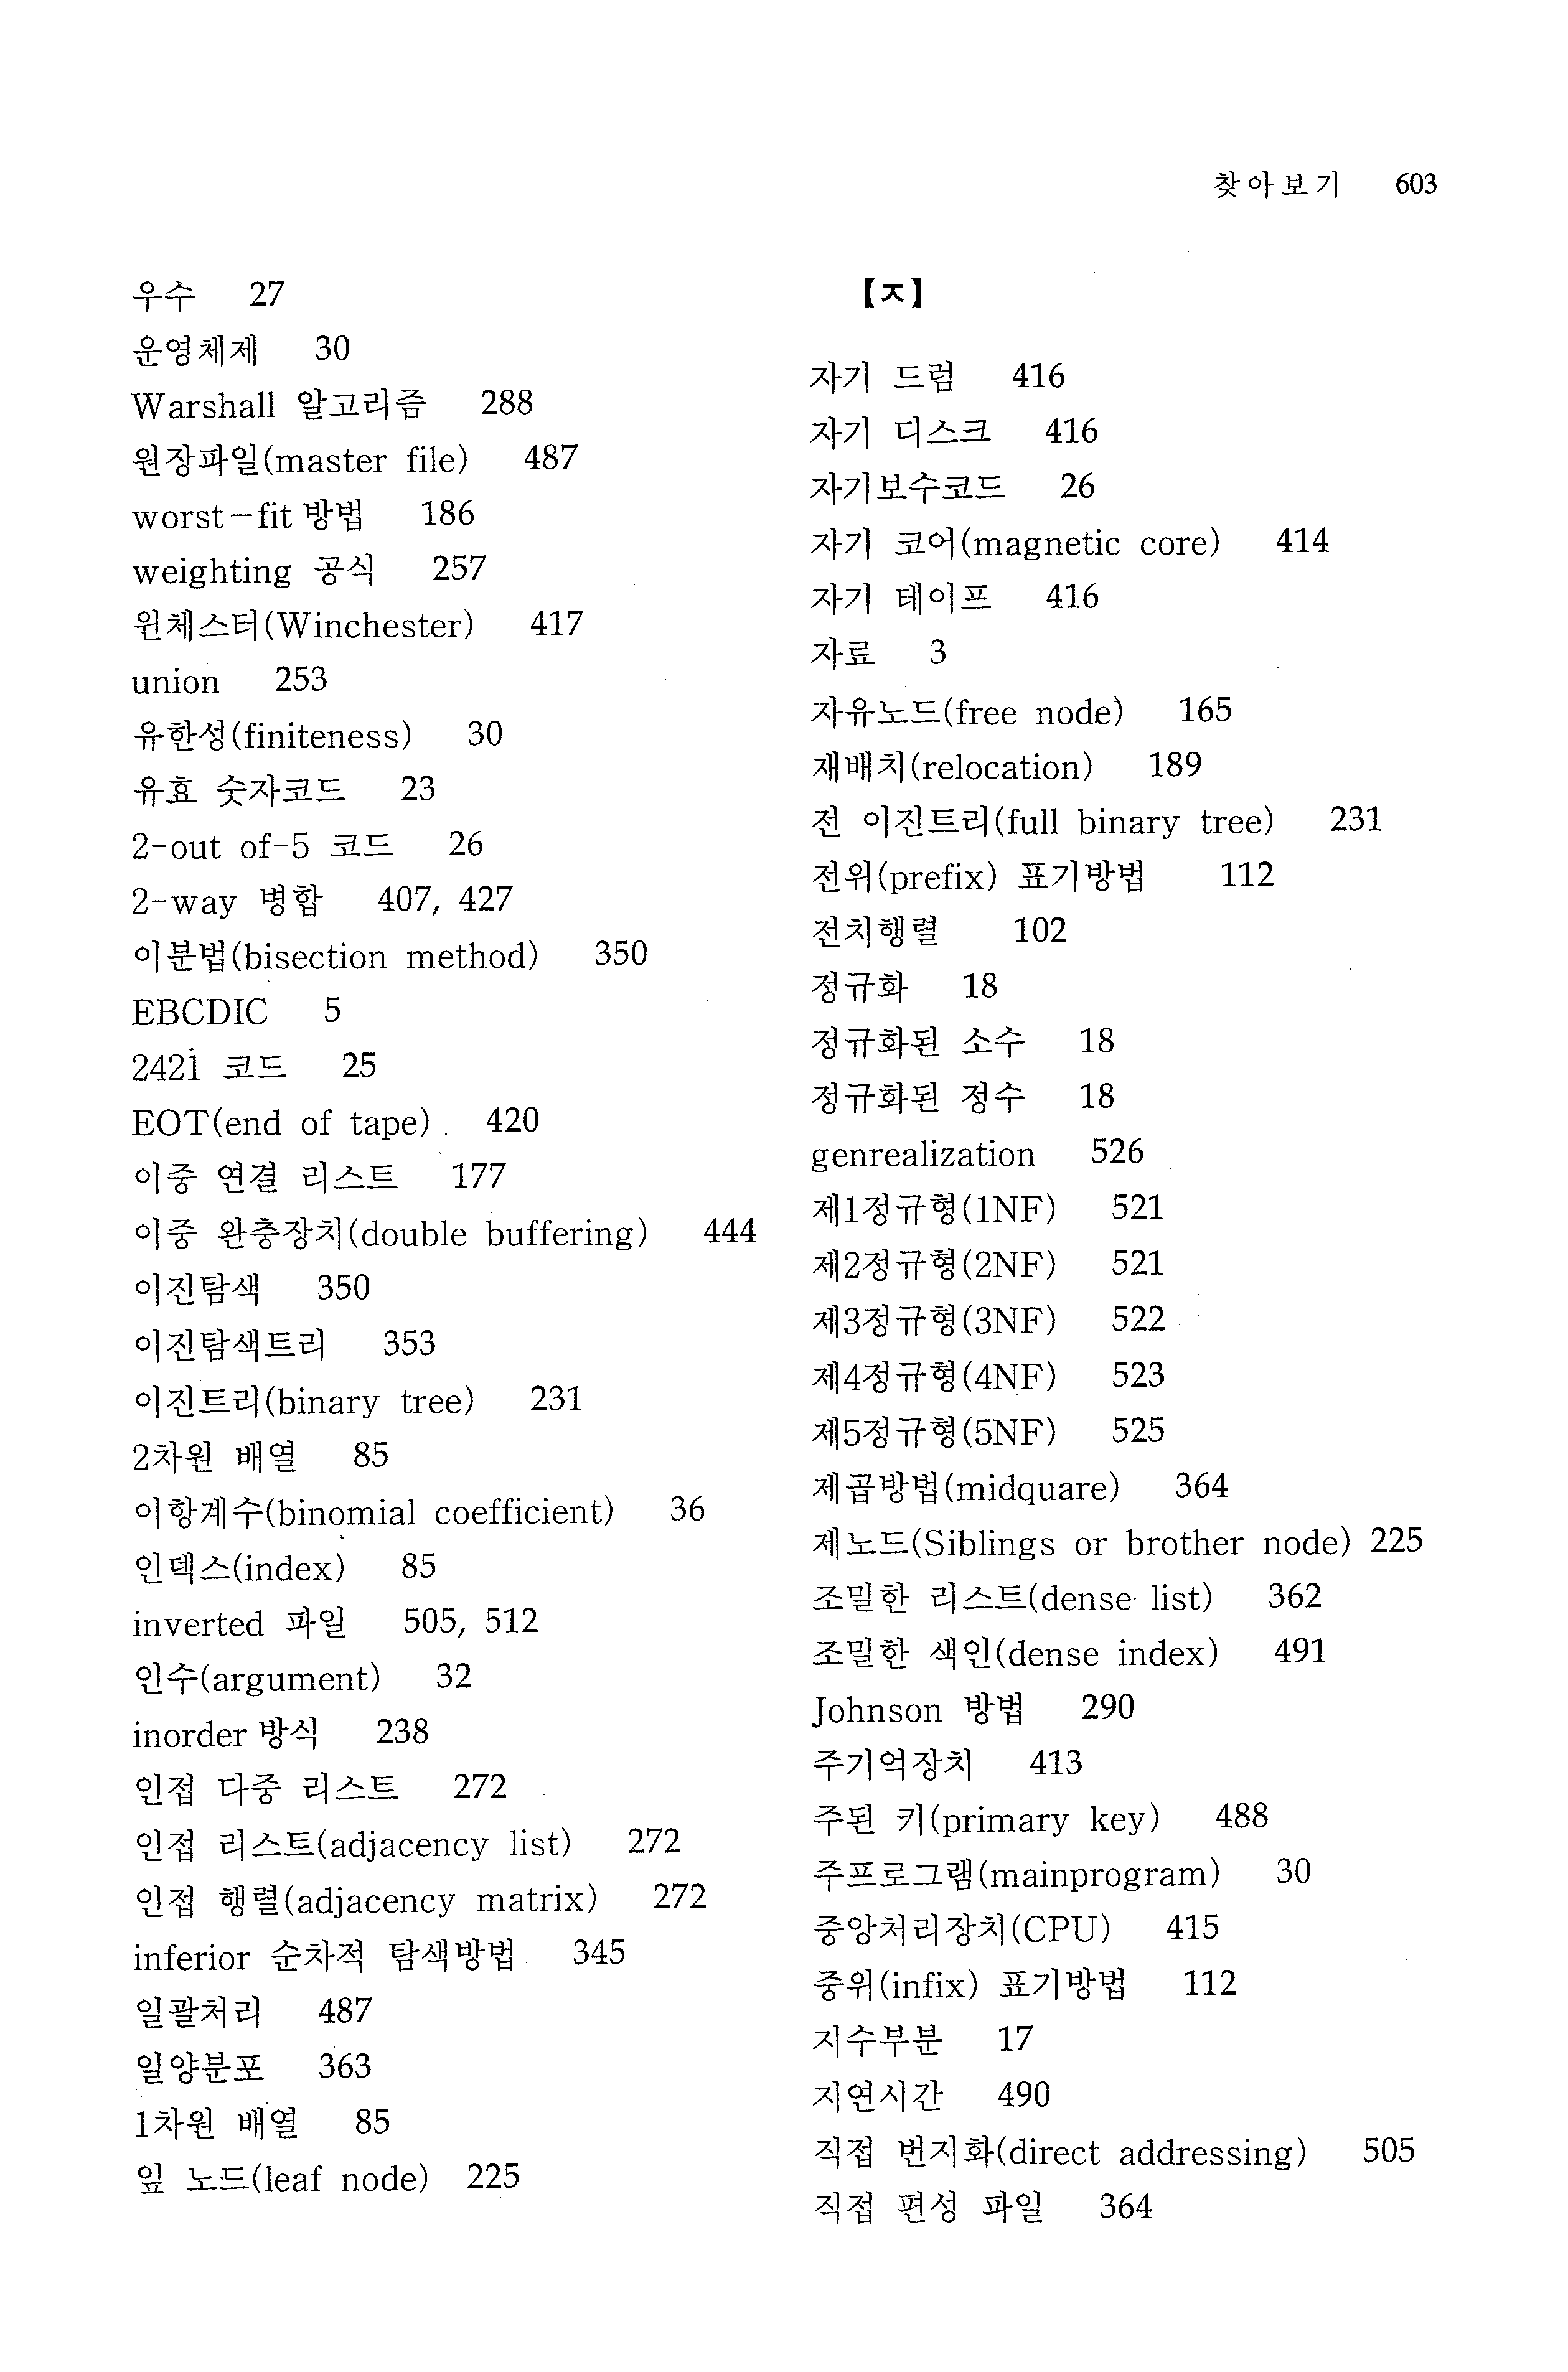 찾아보기 603
우수 27
운영체제 30
Warshall 알고리즘 288
원장파일(master file) 487
worst-fit 방법 186
weighting 공식 257
윈체스터(Winchester) 417
union 253
유한성(finiteness) 30
유효 숫자코드 23
2-out of-5 코드 26
2-way 병합 407, 427
이분법(bisection method) 350
EBCDIC 5
2421 코드 25
EOT(end of tape) 420
이중 연결 리스트 177
이중 완충장치(double buffering) 444
이진탐색 350
이진탐색트리 353
이진트리(binary tree) 231
2차원 배열 85
이항계수(binomial coefficient) 36
인덱스(index) 85
inverted 파일 505, 512
인수(argument) 32
inorder 방식 238
인접 다중 리스트 272
인접 리스트(adjacency list) 272
인접 행렬(adjacency matrix) 272
inferior 순차적 탐색방법 345
일괄처리 487
일양분포 363
1차원 배열 85
잎 노드(leaf node) 225
【ㅈ】
자기 드럼 416
자기 디스크 416
자기보수코드 26
자기 코어(magnetic core) 414
자기 테이프 416
자료 3
자유노드(free node) 165
재배치(relocation) 189
전 이진트리(full binary tree) 231
전위(prefix) 표기방법 112
전치행렬 102
정규화 18
정규화된 소수 18
정규화된 정수 18
genrealization 526
제1정규형(1NF) 521
제2정규형(2NF) 521
제3정규형(3NF) 522
제4정규형(4NF) 523
제5정규형(5NF) 525
제곱방법(midquare) 364
제노드(Siblings or brother node) 225
조밀한 리스트(dense list) 362
조밀한 색인(dense index) 491
Johnson 방법 290
주기억장치 413
주된 키(primary key) 488
주프로그램(mainprogram) 30
중앙처리장치(CPU) 415
중위(infix) 표기방법 112
지수부분 17
지연시간 490
직접 번지화(direct addressing) 505
직접 편성 파일 364